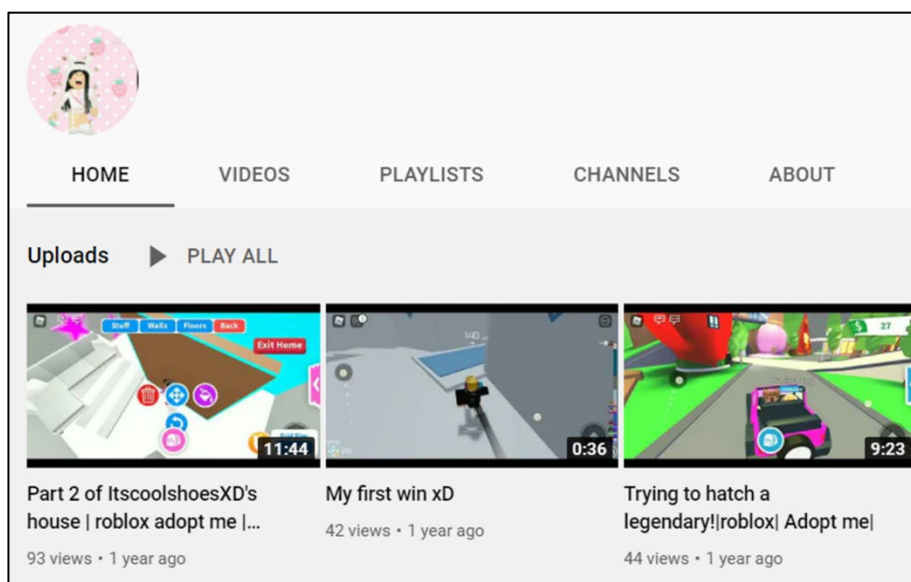 HOME VIDEOS PLAYLISTS CHANNELS ABOUT
Uploads PLAY ALL
Stuff Walls Floors Back
Exit Home
11:44
0:36
27
9:23
Part 2 of ItscoolshoesXD's
house | roblox adopt me |...
93 views • 1 year ago
My first win xD
42 views • 1 year ago
Trying to hatch a
legendary!|roblox| Adopt me|
44 views • 1 year ago